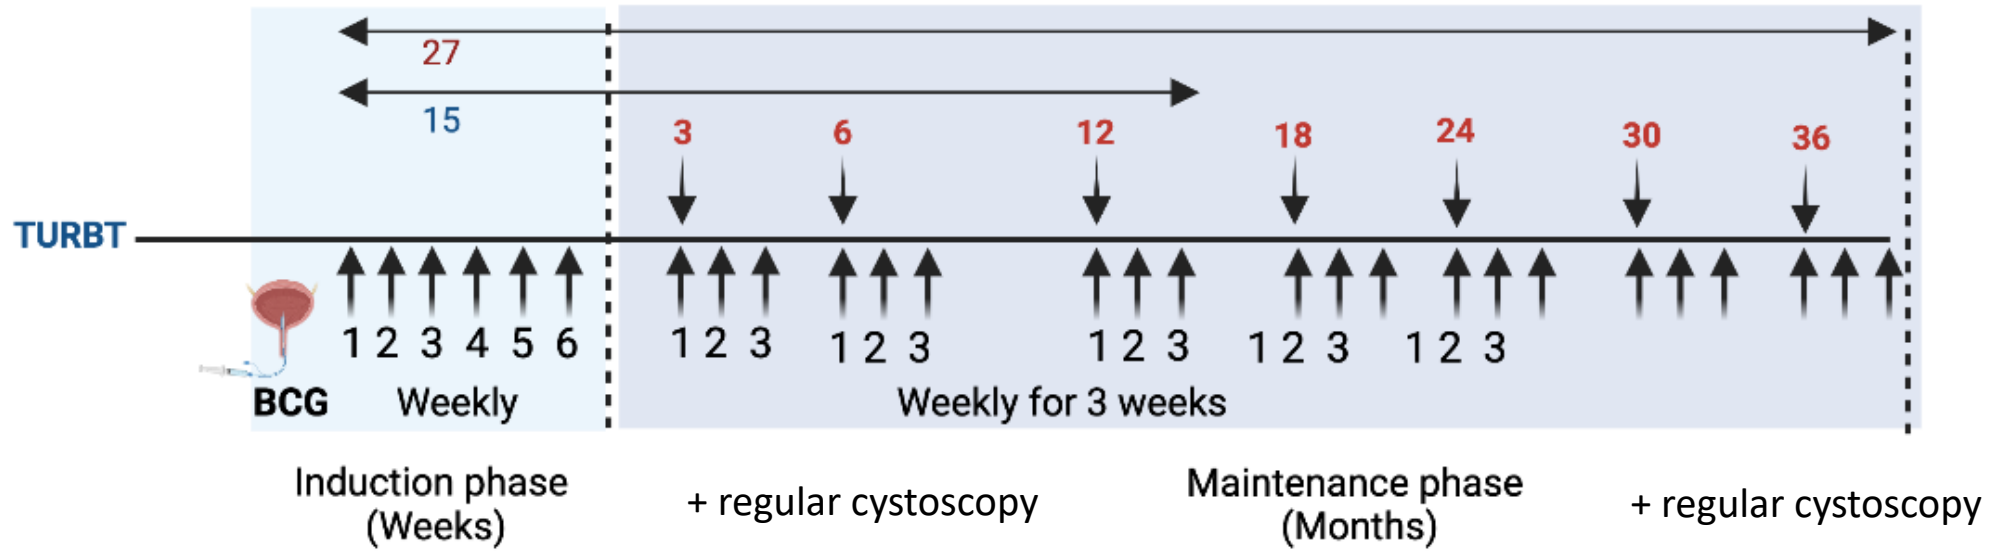 27
15
3 6 12 18 24 30 36
TURBT
1 2 3 4 5 6 1 2 3 1 2 3 1 2 3 1 2 3 1 2 3
BCG Weekly Weekly for 3 weeks
Induction phase
(Weeks)
+ regular cystoscopy
Maintenance phase
(Months)
+ regular cystoscopy